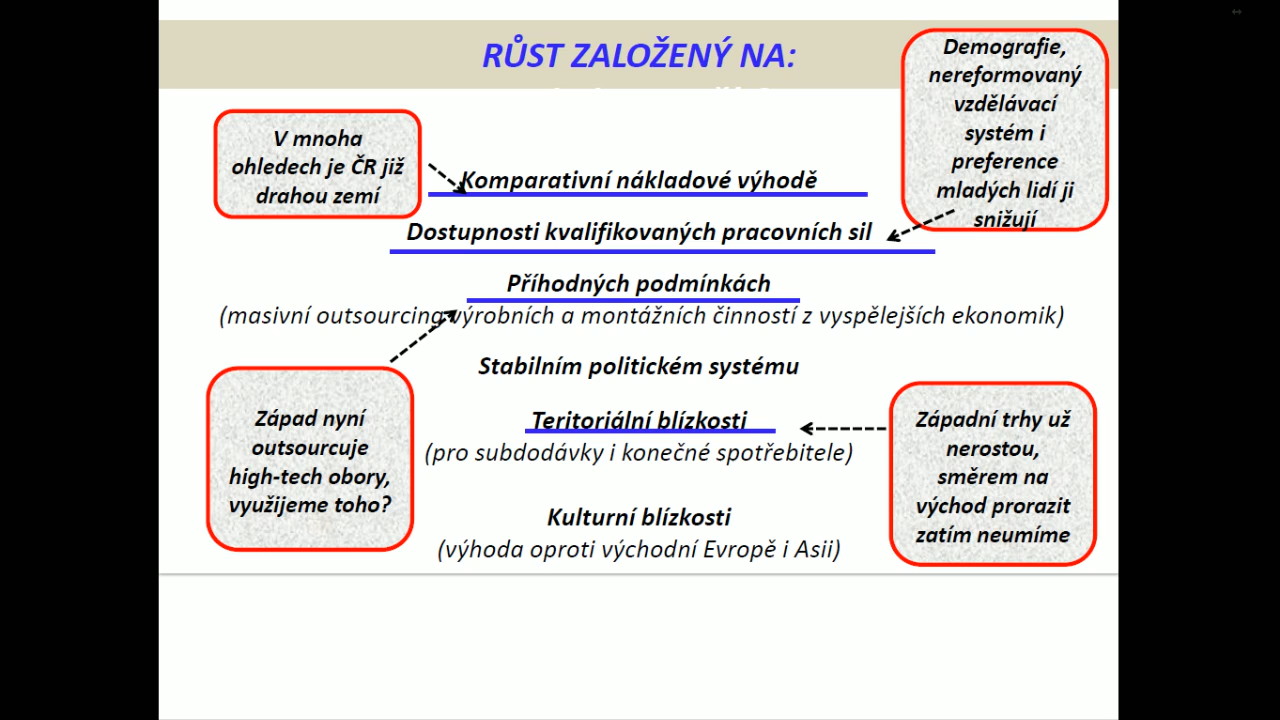 RŮST ZALOŽENÝ NA:
Demografie,
nereformovaný
vzdělávací
systém i
preference
mladých lidí ji
snižují
V mnoha
ohledech je ČR již
drahou zemí
Komparativní nákladové výhodě
Dostupnosti kvalifikovaných pracovních sil
Příhodných podmínkách
(masivní outsourcing výrobních a montážních činností z vyspělejších ekonomik)
Stabilním politickém systému
Teritoriální blízkosti
(pro subdodávky i konečné spotřebitele)
Západ nyní
outsourcuje
high-tech obory,
využijeme toho?
Západní trhy už
nerostou,
směrem na
východ prorazit
zatím neumíme
Kulturní blízkosti
(výhoda oproti východní Evropě i Asii)